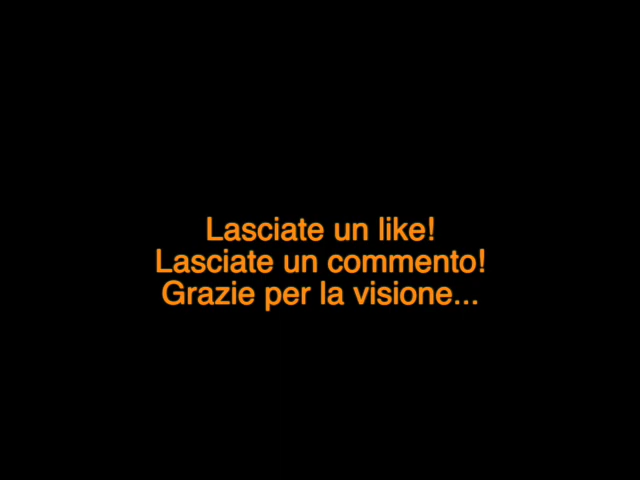 Lasciate un like!
Lasciate un commento!
Grazie per la visione...